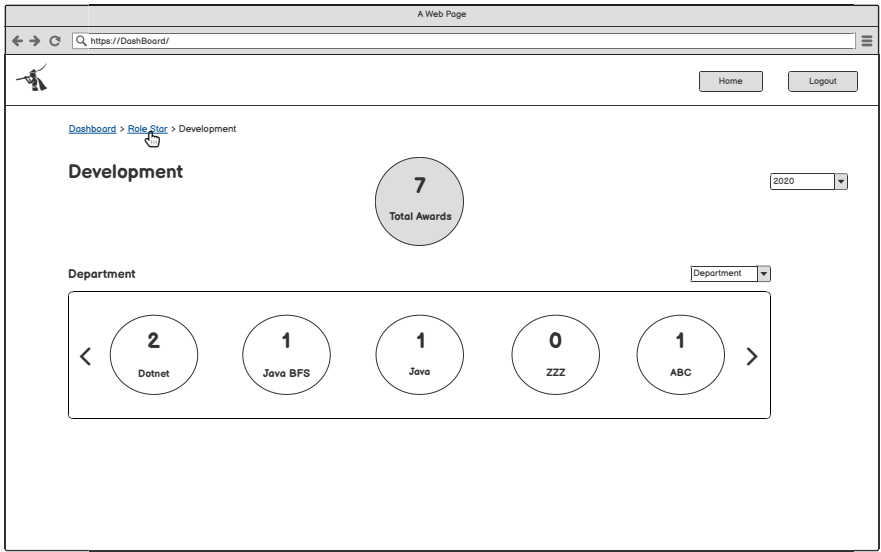 A Web Page
https://DashBoard/
Home Logout
Dashboard > Role Star > Development
Development
7
Total Awards
2020
Department
Department
2 1 1 0 1
Dotnet Java BFS Java ZZZ ABC